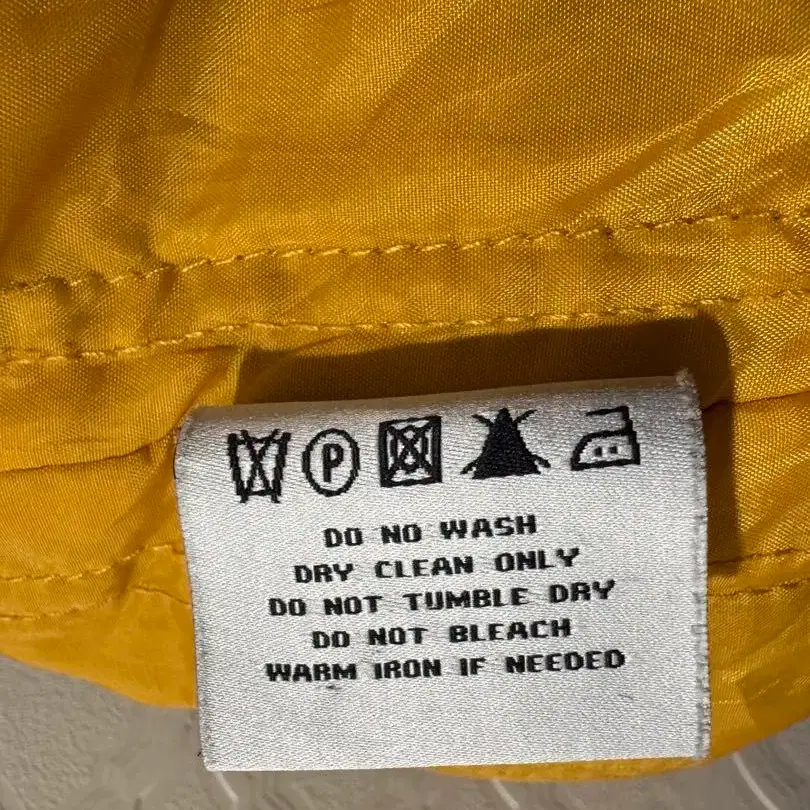 P
DO NO WASH
DRY CLEAN ONLY
DO NOT TUMBLE DRY
DO NOT BLEACH
WARM IRON IF NEEDED